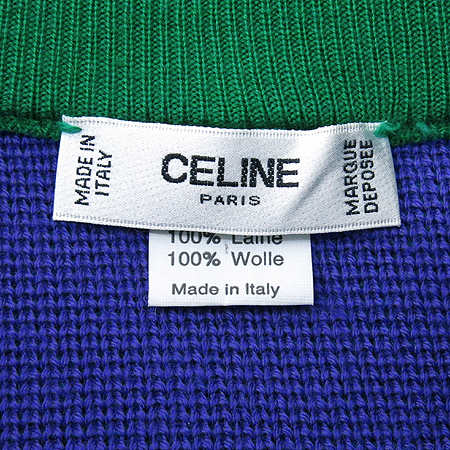 MADE IN
ITALY
CELINE
PARIS
MARQUE
DEPOSEE
100% Laine
100% Wolle
Made in Italy